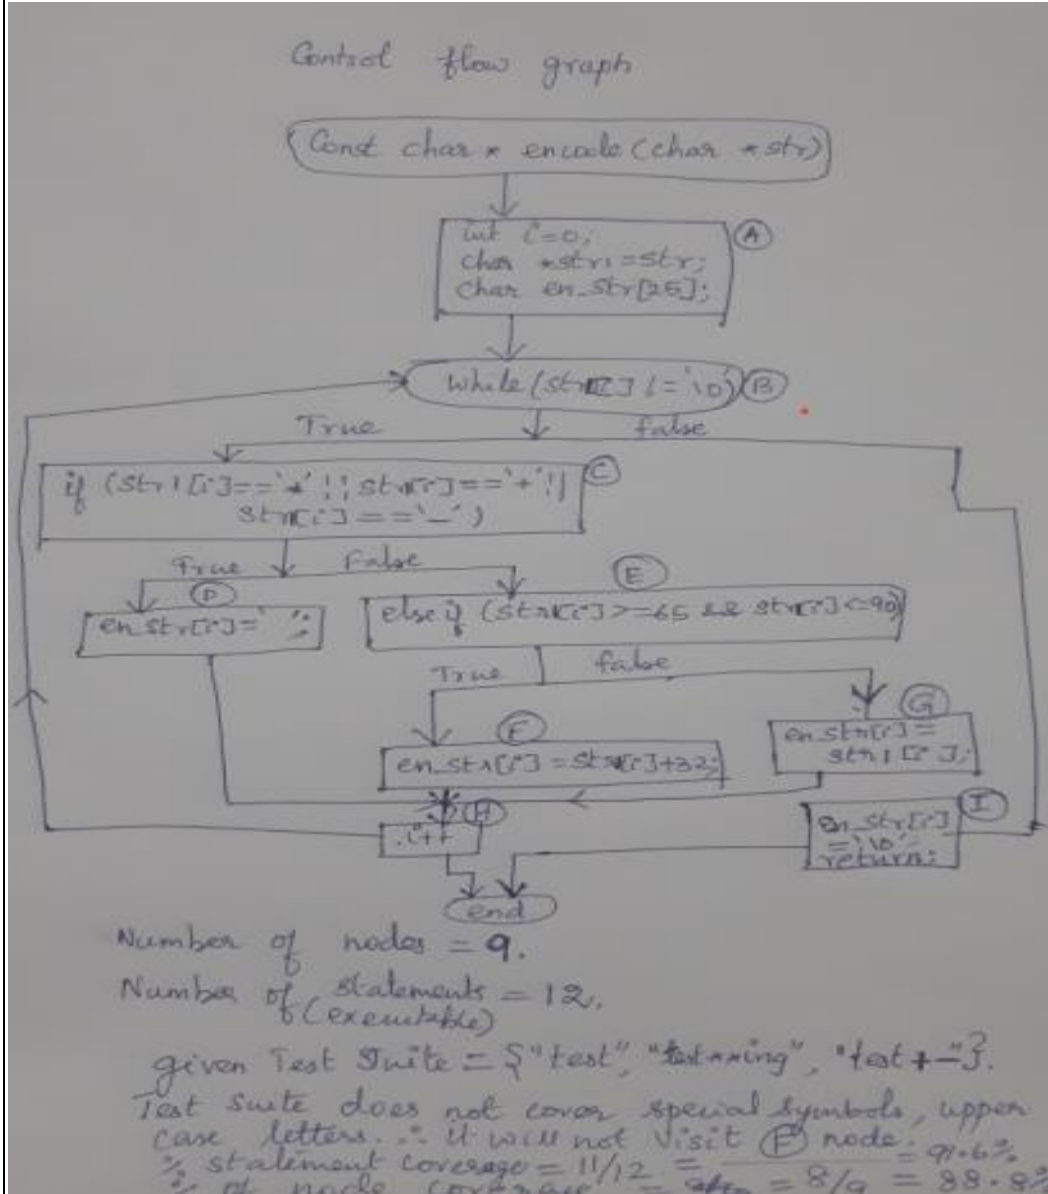 Control flow graph
Const char * encode (char * str)
int i=0;
char *str1=str;
char en_str[25];
A
while (str1[i] != '\0')
B
True
false
C
if (str1[i]=='*' || str1[i]=='+' ||
str1[i]=='-')
True
False
D
E
en_str[i]=' ';
else if (str1[i]>=65 && str1[i]<=90)
True
false
F
G
en_str[i]=
str1[i];
en_str[i]=str1[i]+32;
H
I
i++
en_str[i]
='\0'
return;
end
Number of nodes = 9.
Number of statements = 12.
(executable)
given Test Suite = {"test", "test**ing", "test+-"}.
Test suite does not cover special symbols, upper
case letters. ∴ it will not visit F node.
% statement coverage = 11/12 = 91.6%
% of node coverage = 8/9 = 88.8%